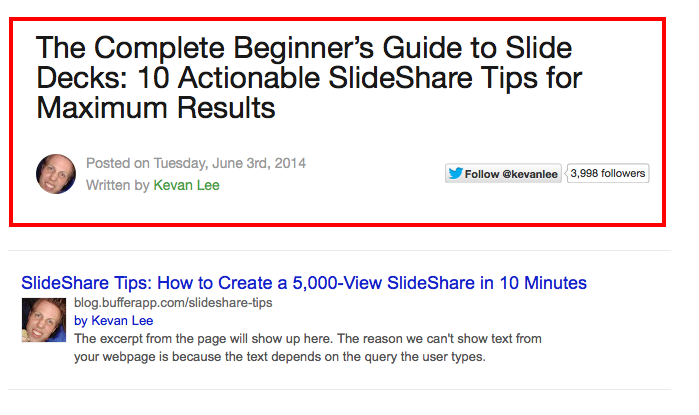 The Complete Beginner’s Guide to Slide
Decks: 10 Actionable SlideShare Tips for
Maximum Results
Posted on Tuesday, June 3rd, 2014
Written by Kevan Lee
Follow @kevanlee 3,998 followers
SlideShare Tips: How to Create a 5,000-View SlideShare in 10 Minutes
blog.bufferapp.com/slideshare-tips
by Kevan Lee
The excerpt from the page will show up here. The reason we can't show text from
your webpage is because the text depends on the query the user types.